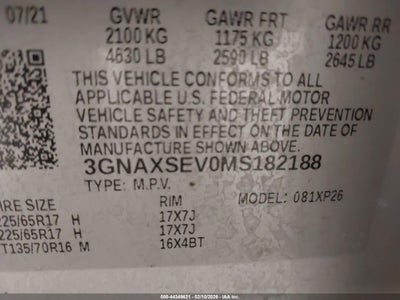 07/21 GVWR GAWR FRT GAWR RR
2100 KG 1175 KG 1200 KG
4630 LB 2590 LB 2645 LB
THIS VEHICLE CONFORMS TO ALL
APPLICABLE U.S. FEDERAL MOTOR
VEHICLE SAFETY AND THEFT PREVENTION
STANDARDS IN EFFECT ON THE DATE OF
MANUFACTURE SHOWN ABOVE.
3GNAXSEV0MS182188
TYPE: M.P.V. MODEL: 081XP26
IRE SIZE RIM
225/65R17 H 17X7J
225/65R17 H 17X7J
T135/70R16 M 16X4BT
500-44349621 - 02/10/2026 - IAA, Inc.